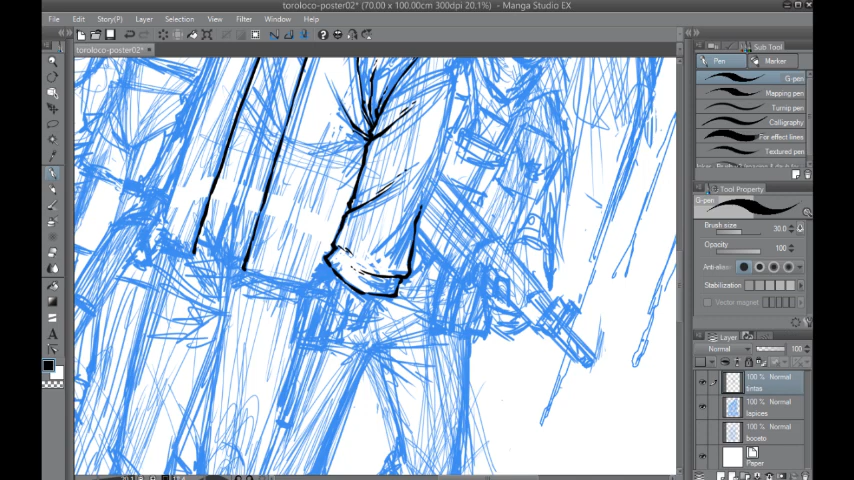 toroloco-poster02* (70.00 x 100.00cm 300dpi 20.1%) - Manga Studio EX
File Edit Story(P) Layer Selection View Filter Window Help
toroloco-poster02*
Sub Tool
Pen Marker
G-pen
Mapping pen
Turnip pen
Calligraphy
For effect lines
Textured pen
Tool Property
G-pen
Brush size 30.0
Opacity 100
Anti-aliasi
Stabilization
Vector magnet
Layer
Normal 100
100 % Normal
tintas
100 % Normal
lapices
100 % Normal
boceto
Paper